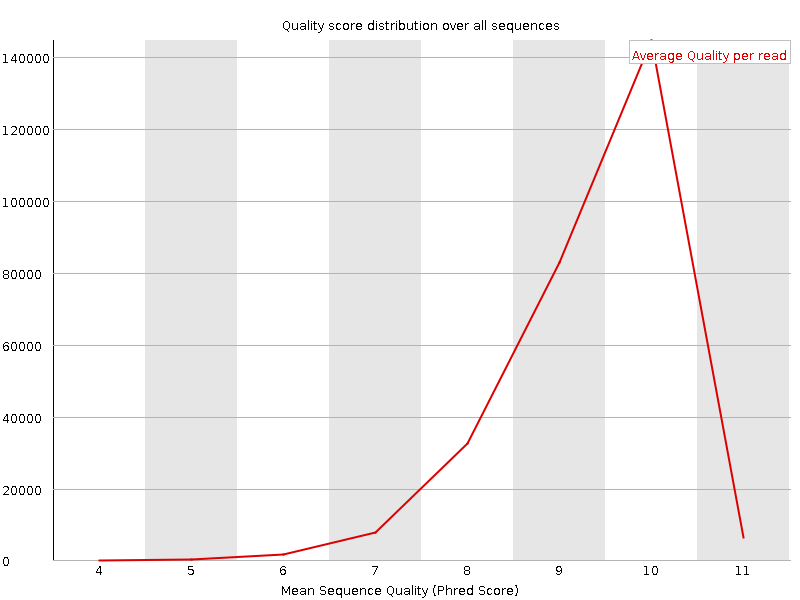 Quality score distribution over all sequences
Average Quality per read
140000
120000
100000
80000
60000
40000
20000
0
4 5 6 7 8 9 10 11
Mean Sequence Quality (Phred Score)